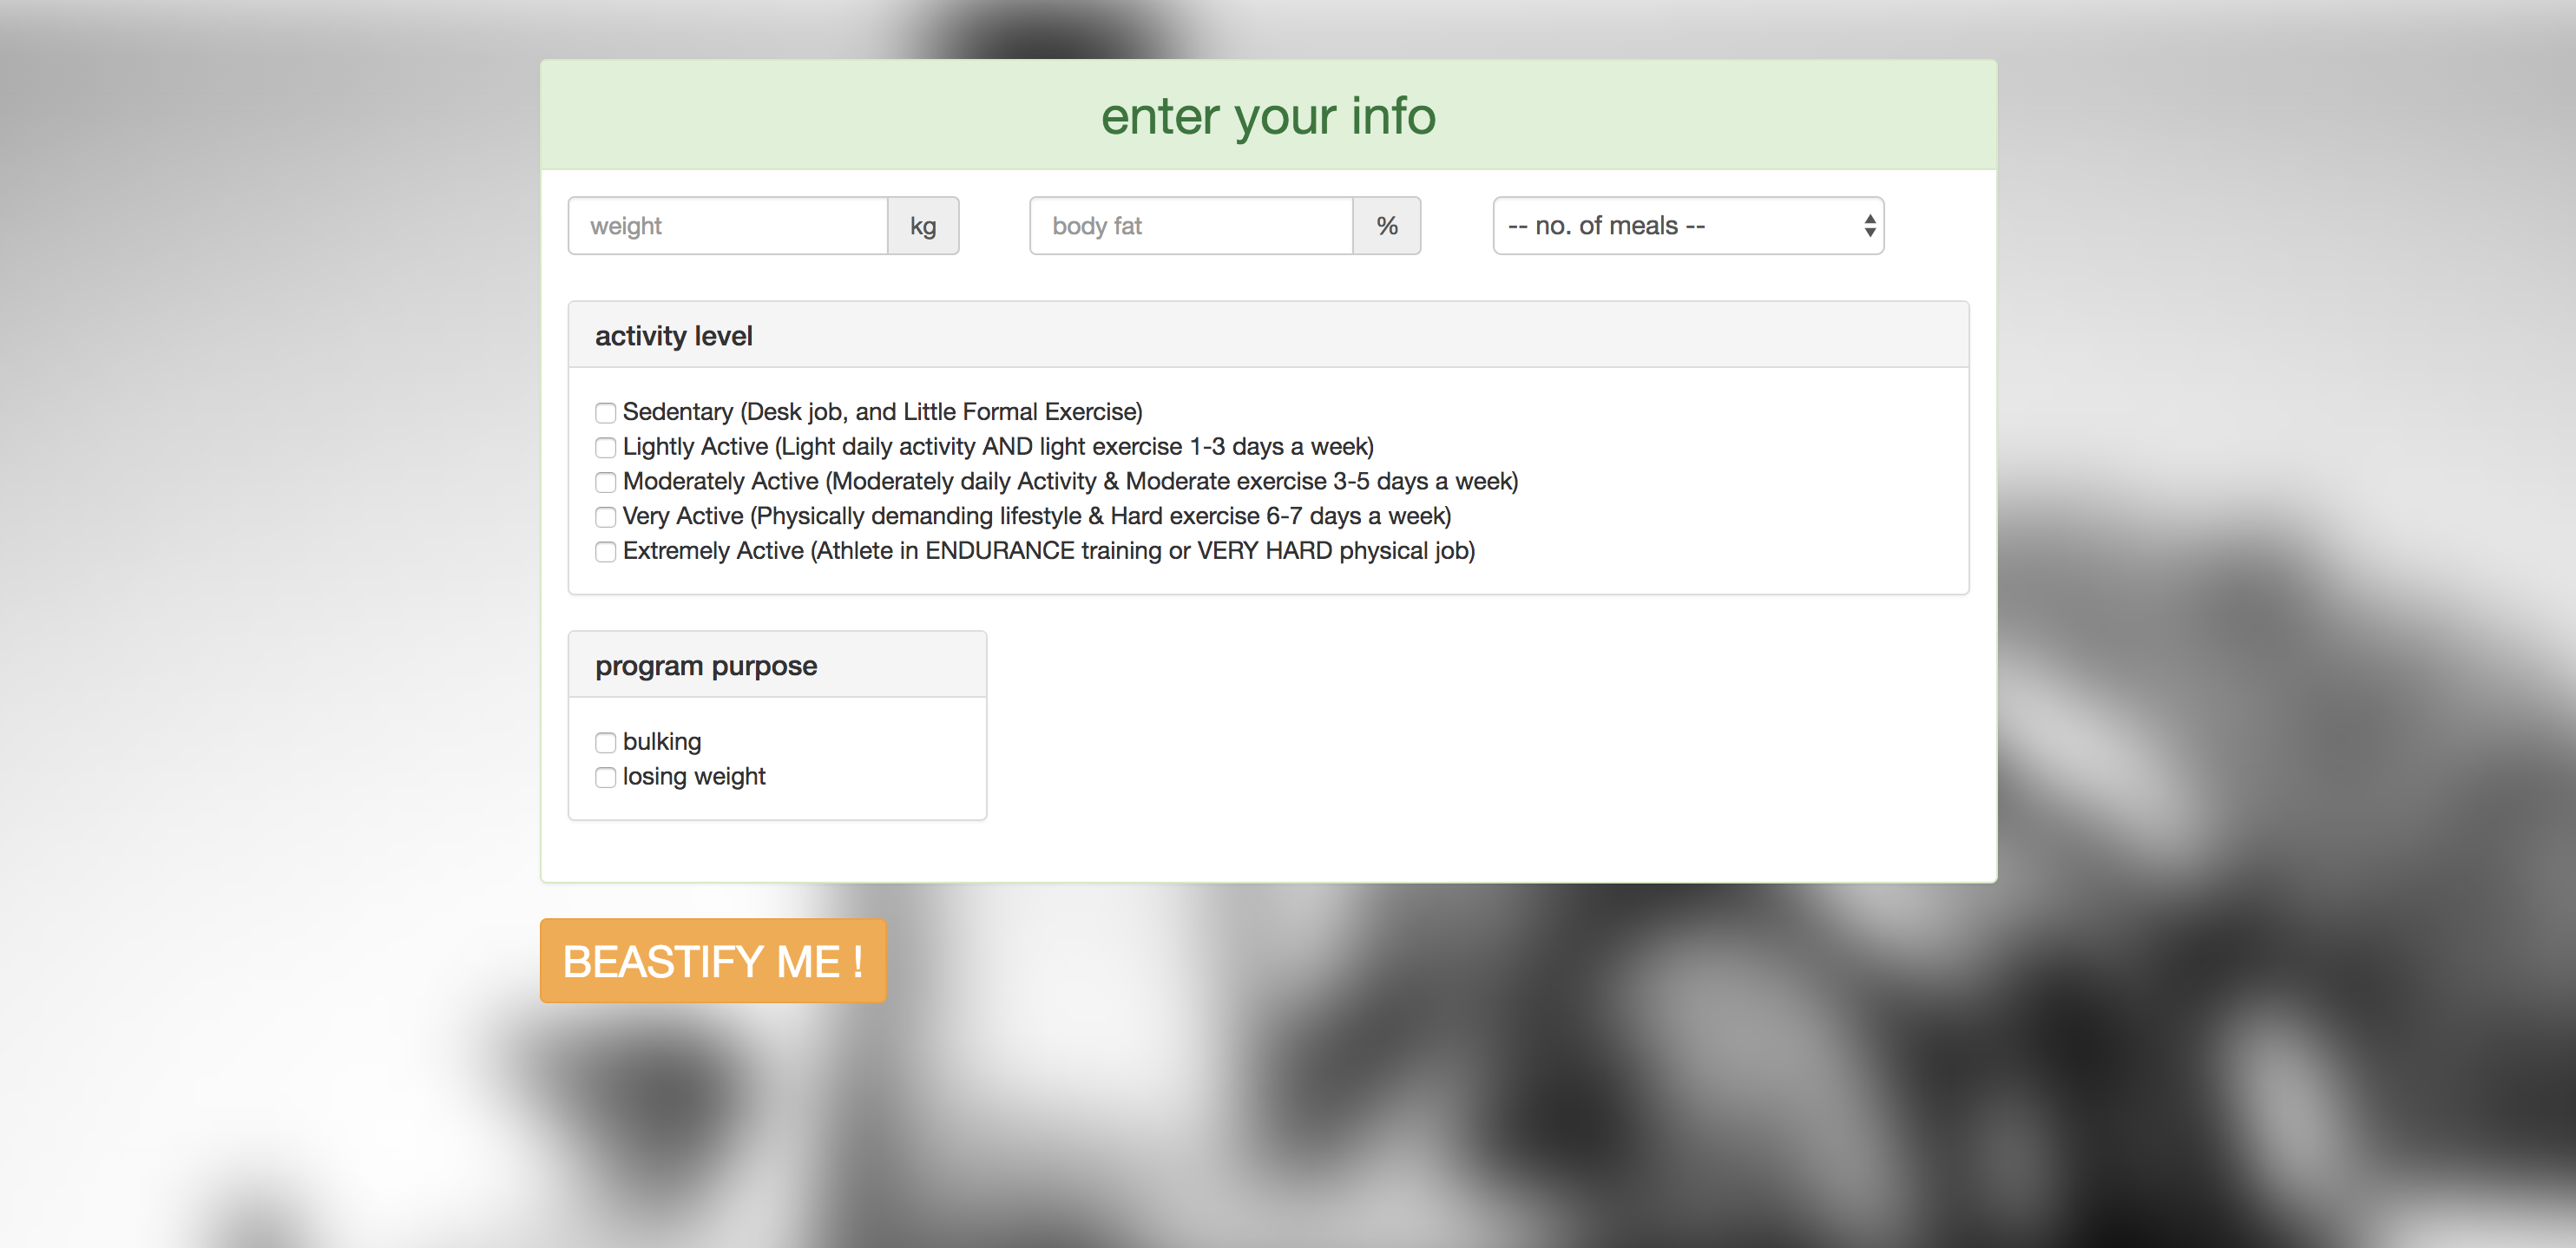 enter your info
weight kg body fat % -- no. of meals --
activity level
Sedentary (Desk job, and Little Formal Exercise)
Lightly Active (Light daily activity AND light exercise 1-3 days a week)
Moderately Active (Moderately daily Activity & Moderate exercise 3-5 days a week)
Very Active (Physically demanding lifestyle & Hard exercise 6-7 days a week)
Extremely Active (Athlete in ENDURANCE training or VERY HARD physical job)
program purpose
bulking
losing weight
BEASTIFY ME !